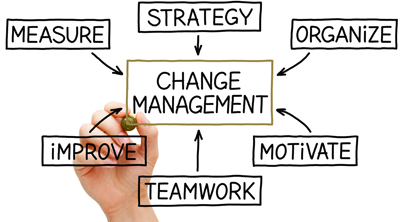 STRATEGY
MEASURE
ORGANiZE
CHANGE
MANAGEMENT
iMPROVE
MOTiVATE
TEAMWORK